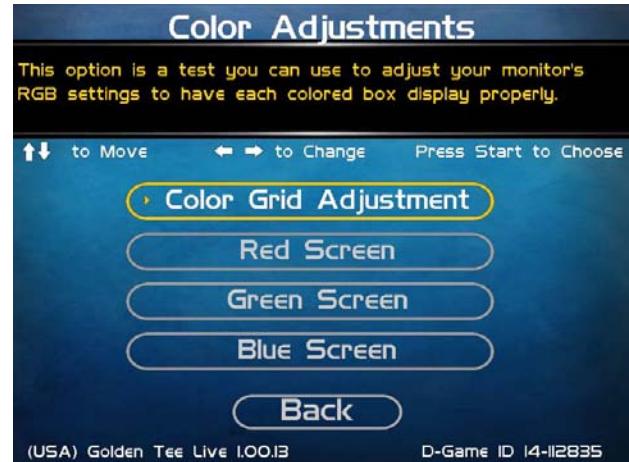 Color Adjustments
This option is a test you can use to adjust your monitor's
RGB settings to have each colored box display properly.
to Move to Change Press Start to Choose
Color Grid Adjustment
Red Screen
Green Screen
Blue Screen
Back
(USA) Golden Tee Live 1.00.13 D-Game ID 14-112835